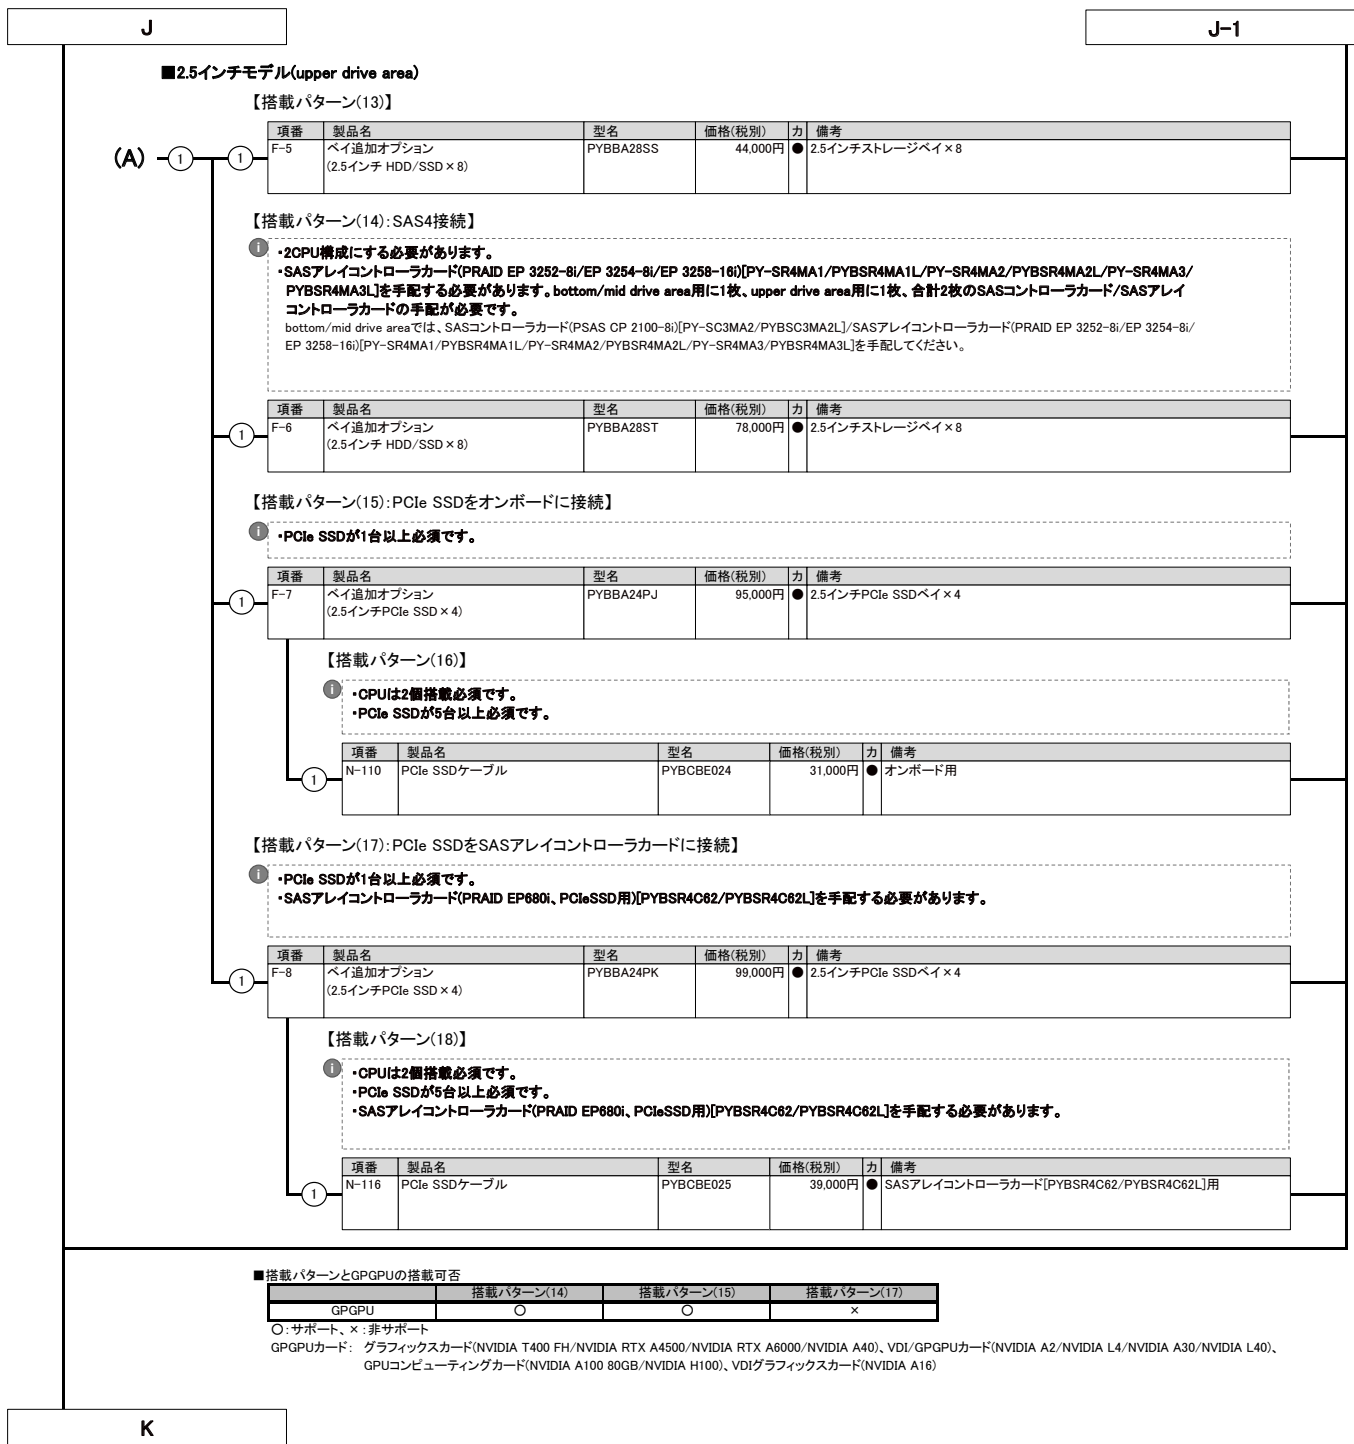 J
J-1
■2.5インチモデル(upper drive area)
【搭載パターン(13)】
項番 製品名 型名 価格(税別) カ 備考
(A) 1 1 F-5 ベイ追加オプション PYBBA28SS 44,000円 ● 2.5インチストレージベイ×8
(2.5インチ HDD/SSD×8)
【搭載パターン(14):SAS4接続】
i ・2CPU構成にする必要があります。
・SASアレイコントローラカード(PRAID EP 3252-8i/EP 3254-8i/EP 3258-16i)[PY-SR4MA1/PYBSR4MA1L/PY-SR4MA2/PYBSR4MA2L/PY-SR4MA3/
PYBSR4MA3L]を手配する必要があります。bottom/mid drive area用に1枚、upper drive area用に1枚、合計2枚のSASコントローラカード/SASアレイ
コントローラカードの手配が必要です。
bottom/mid drive areaでは、SASコントローラカード(PSAS CP 2100-8i)[PY-SC3MA2/PYBSC3MA2L]/SASアレイコントローラカード(PRAID EP 3252-8i/EP 3254-8i/
EP 3258-16i)[PY-SR4MA1/PYBSR4MA1L/PY-SR4MA2/PYBSR4MA2L/PY-SR4MA3/PYBSR4MA3L]を手配してください。
項番 製品名 型名 価格(税別) カ 備考
1 F-6 ベイ追加オプション PYBBA28ST 78,000円 ● 2.5インチストレージベイ×8
(2.5インチ HDD/SSD×8)
【搭載パターン(15):PCIe SSDをオンボードに接続】
i ・PCIe SSDが1台以上必須です。
項番 製品名 型名 価格(税別) カ 備考
1 F-7 ベイ追加オプション PYBBA24PJ 95,000円 ● 2.5インチPCIe SSDベイ×4
(2.5インチPCIe SSD×4)
【搭載パターン(16)】
i ・CPUは2個搭載必須です。
・PCIe SSDが5台以上必須です。
項番 製品名 型名 価格(税別) カ 備考
1 N-110 PCIe SSDケーブル PYBCBE024 31,000円 ● オンボード用
【搭載パターン(17):PCIe SSDをSASアレイコントローラカードに接続】
i ・PCIe SSDが1台以上必須です。
・SASアレイコントローラカード(PRAID EP680i、PCIeSSD用)[PYBSR4C62/PYBSR4C62L]を手配する必要があります。
項番 製品名 型名 価格(税別) カ 備考
1 F-8 ベイ追加オプション PYBBA24PK 99,000円 ● 2.5インチPCIe SSDベイ×4
(2.5インチPCIe SSD×4)
【搭載パターン(18)】
i ・CPUは2個搭載必須です。
・PCIe SSDが5台以上必須です。
・SASアレイコントローラカード(PRAID EP680i、PCIeSSD用)[PYBSR4C62/PYBSR4C62L]を手配する必要があります。
項番 製品名 型名 価格(税別) カ 備考
1 N-116 PCIe SSDケーブル PYBCBE025 39,000円 ● SASアレイコントローラカード[PYBSR4C62/PYBSR4C62L]用
■搭載パターンとGPGPUの搭載可否
搭載パターン(14) 搭載パターン(15) 搭載パターン(17)
GPGPU ○ ○ ×
○:サポート、×:非サポート
GPGPUカード: グラフィックスカード(NVIDIA T400 FH/NVIDIA RTX A4500/NVIDIA RTX A6000/NVIDIA A40)、VDI/GPGPUカード(NVIDIA A2/NVIDIA L4/NVIDIA A30/NVIDIA L40)、
GPUコンピューティングカード(NVIDIA A100 80GB/NVIDIA H100)、VDIグラフィックスカード(NVIDIA A16)
K